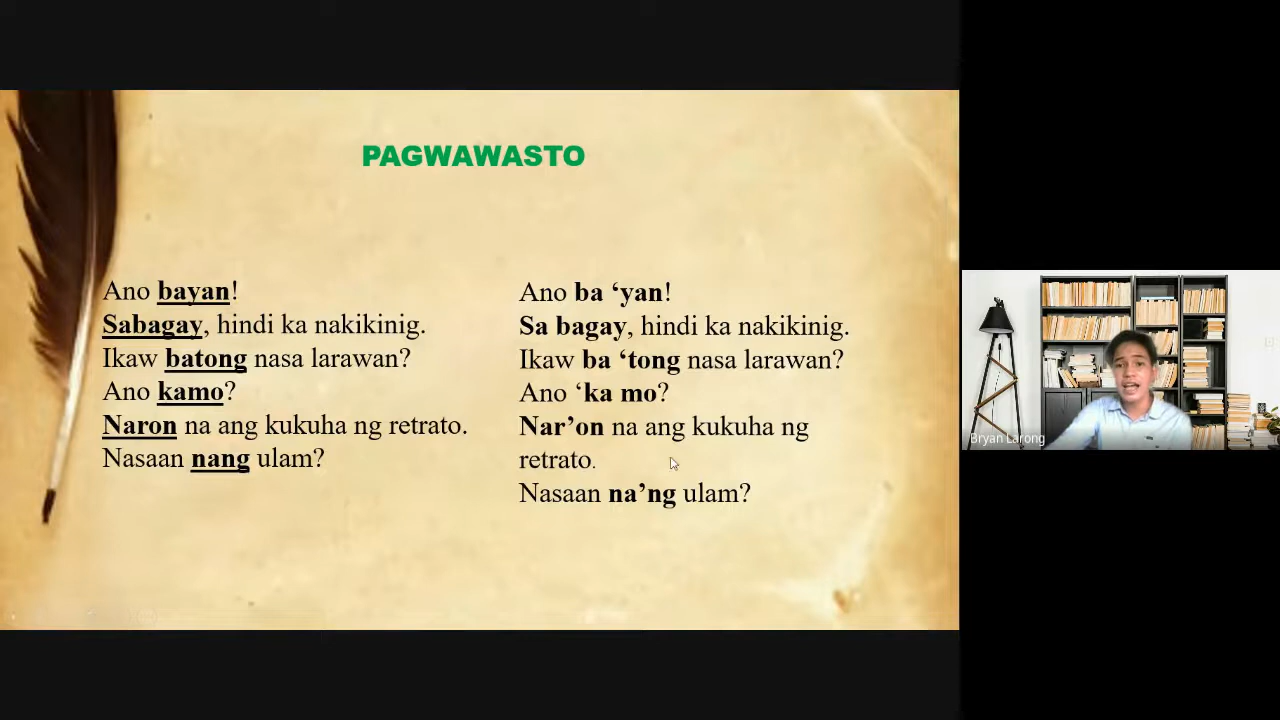 PAGWAWASTO
Ano bayan!
Sabagay, hindi ka nakikinig.
Ikaw batong nasa larawan?
Ano kamo?
Naron na ang kukuha ng retrato.
Nasaan nang ulam?
Ano ba ‘yan!
Sa bagay, hindi ka nakikinig.
Ikaw ba ‘tong nasa larawan?
Ano ‘ka mo?
Nar’on na ang kukuha ng
retrato.
Nasaan na’ng ulam?
Bryan Larong